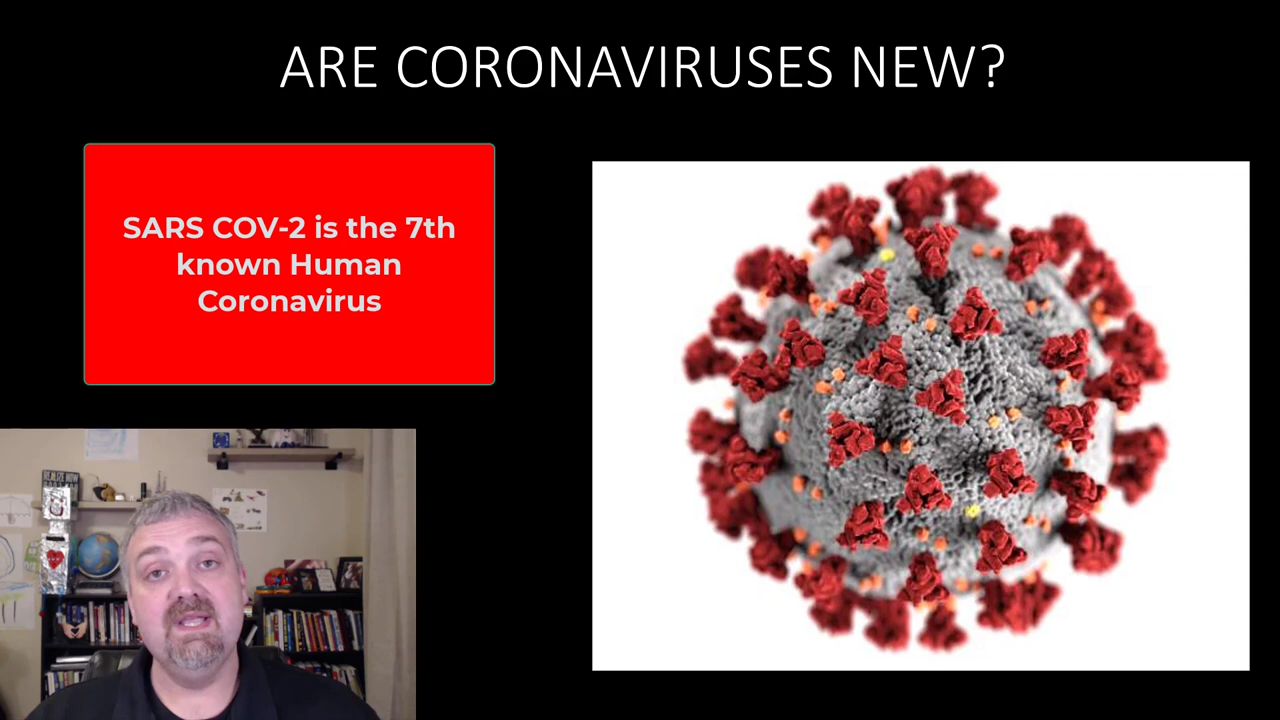 ARE CORONAVIRUSES NEW?
SARS COV-2 is the 7th
known Human
Coronavirus